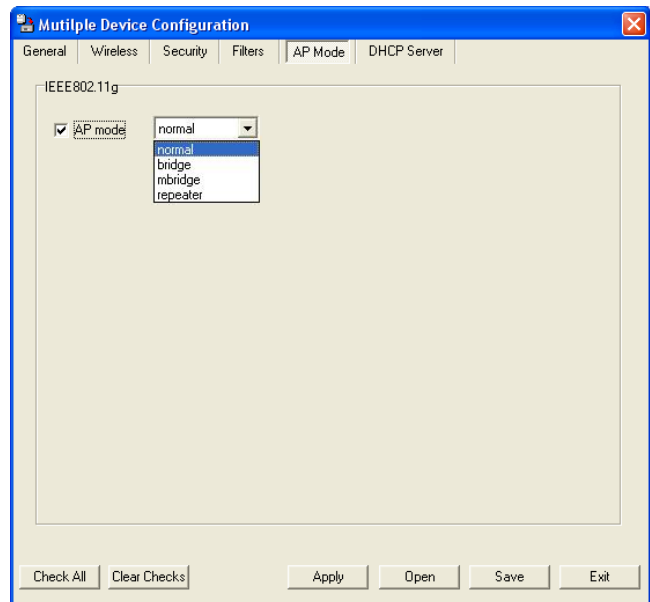 Mutilple Device Configuration
General Wireless Security Filters AP Mode DHCP Server
IEEE802.11g
AP mode normal
normal
bridge
mbridge
repeater
Check All Clear Checks Apply Open Save Exit